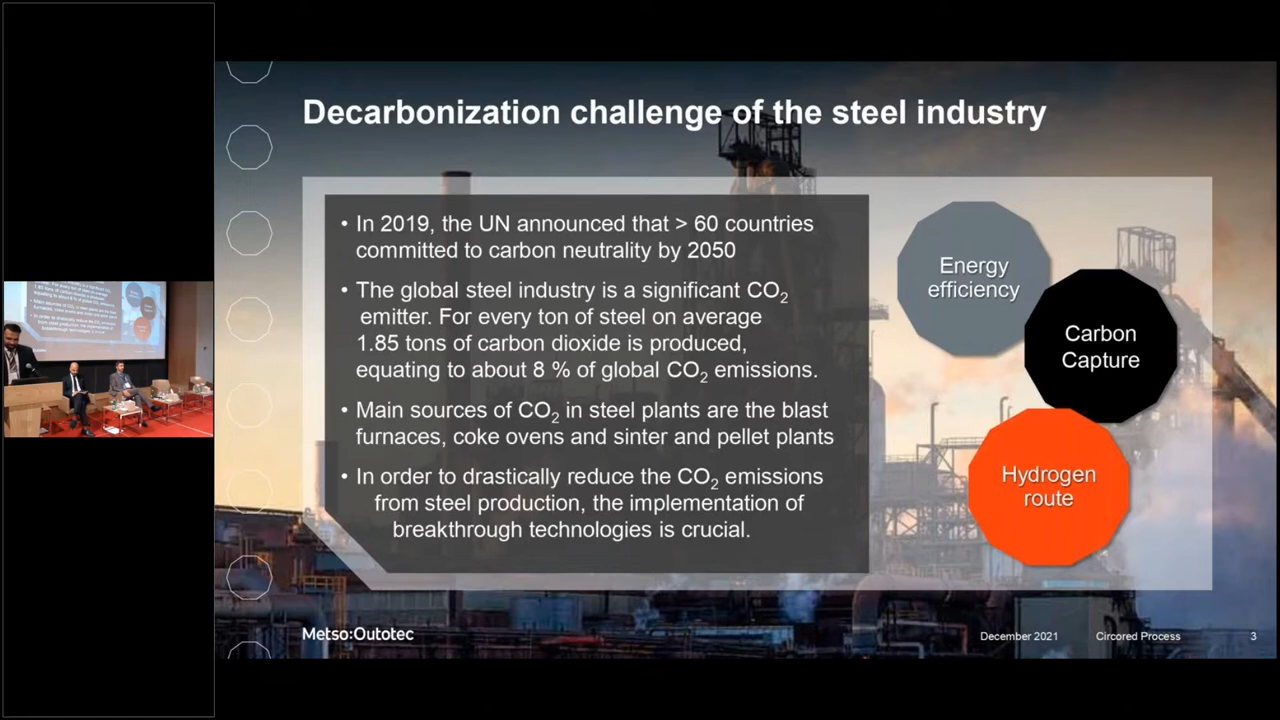 Decarbonization challenge of the steel industry
• In 2019, the UN announced that > 60 countries
committed to carbon neutrality by 2050
• The global steel industry is a significant CO₂
emitter. For every ton of steel on average
1.85 tons of carbon dioxide is produced,
equating to about 8 % of global CO₂ emissions.
• Main sources of CO₂ in steel plants are the blast
furnaces, coke ovens and sinter and pellet plants
• In order to drastically reduce the CO₂ emissions
from steel production, the implementation of
breakthrough technologies is crucial.
Energy
efficiency
Carbon
Capture
Hydrogen
route
Metso:Outotec
December 2021
Circored Process
3